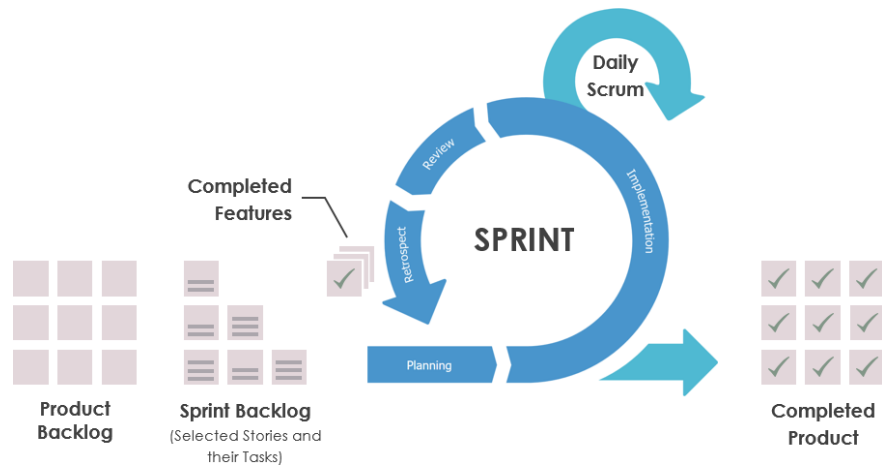 Daily
Scrum
Review
Implementation
Completed
Features
SPRINT
Retrospect
Planning
Product
Backlog
Sprint Backlog
(Selected Stories and
their Tasks)
Completed
Product